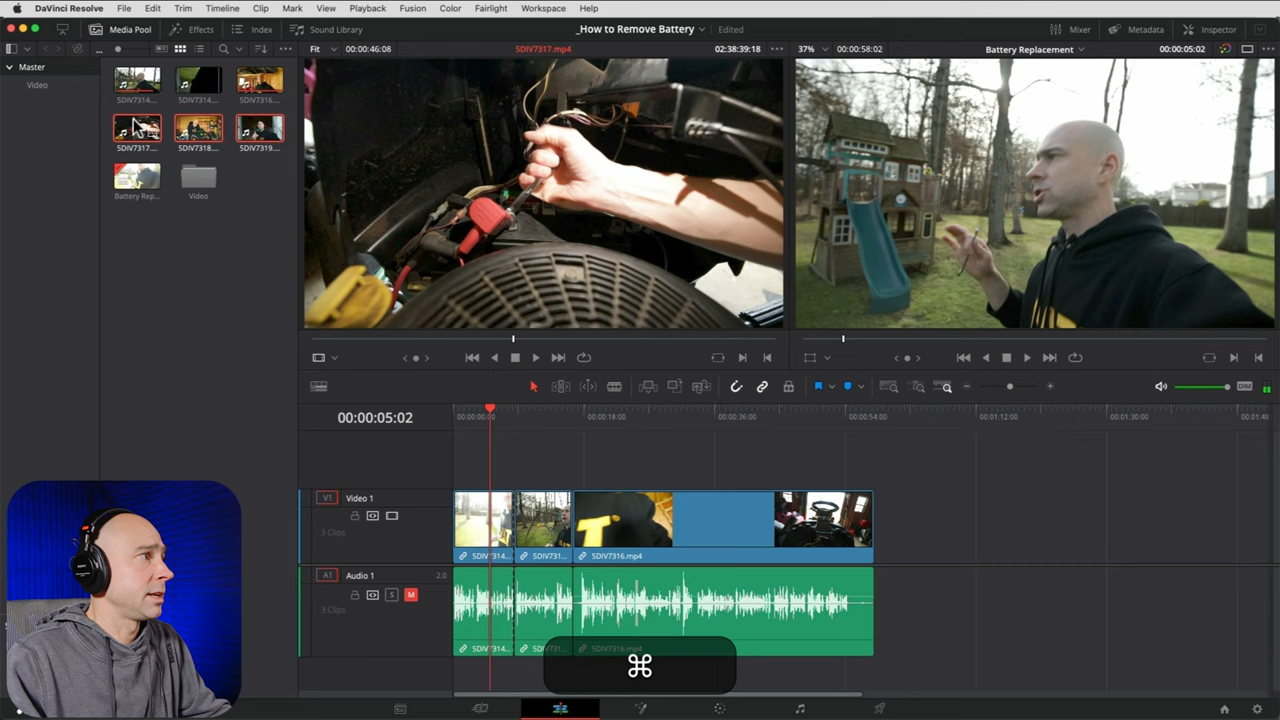 DaVinci Resolve File Edit Trim Timeline Clip Mark View Playback Fusion Color Fairlight Workspace Help
Media Pool Effects Index Sound Library _How to Remove Battery Edited Mixer Metadata Inspector
Fit 00:00:46:08 5DIV7317.mp4 02:38:39:18 37% 00:00:58:02 Battery Replacement 00:00:05:02
Master
Video
5DIV7314... 5DIV7314... 5DIV7316...
5DIV7317... 5DIV7318... 5DIV7319...
Battery Rep... Video
DIM
00:00:05:02
00:00:00:00 00:00:18:00 00:00:36:00 00:00:54:00 00:01:12:00 00:01:30:00
V1 Video 1
3 Clips
5DIV7314... 5DIV731... 5DIV7316.mp4
A1 Audio 1 2.0
S M
3 Clips
5DIV7314... 5DIV7316.mp4
⌘